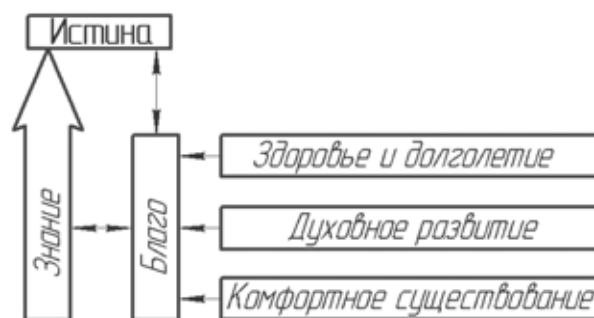 Истина
Знание
Благо
Здоровье и долголетие
Духовное развитие
Комфортное существование